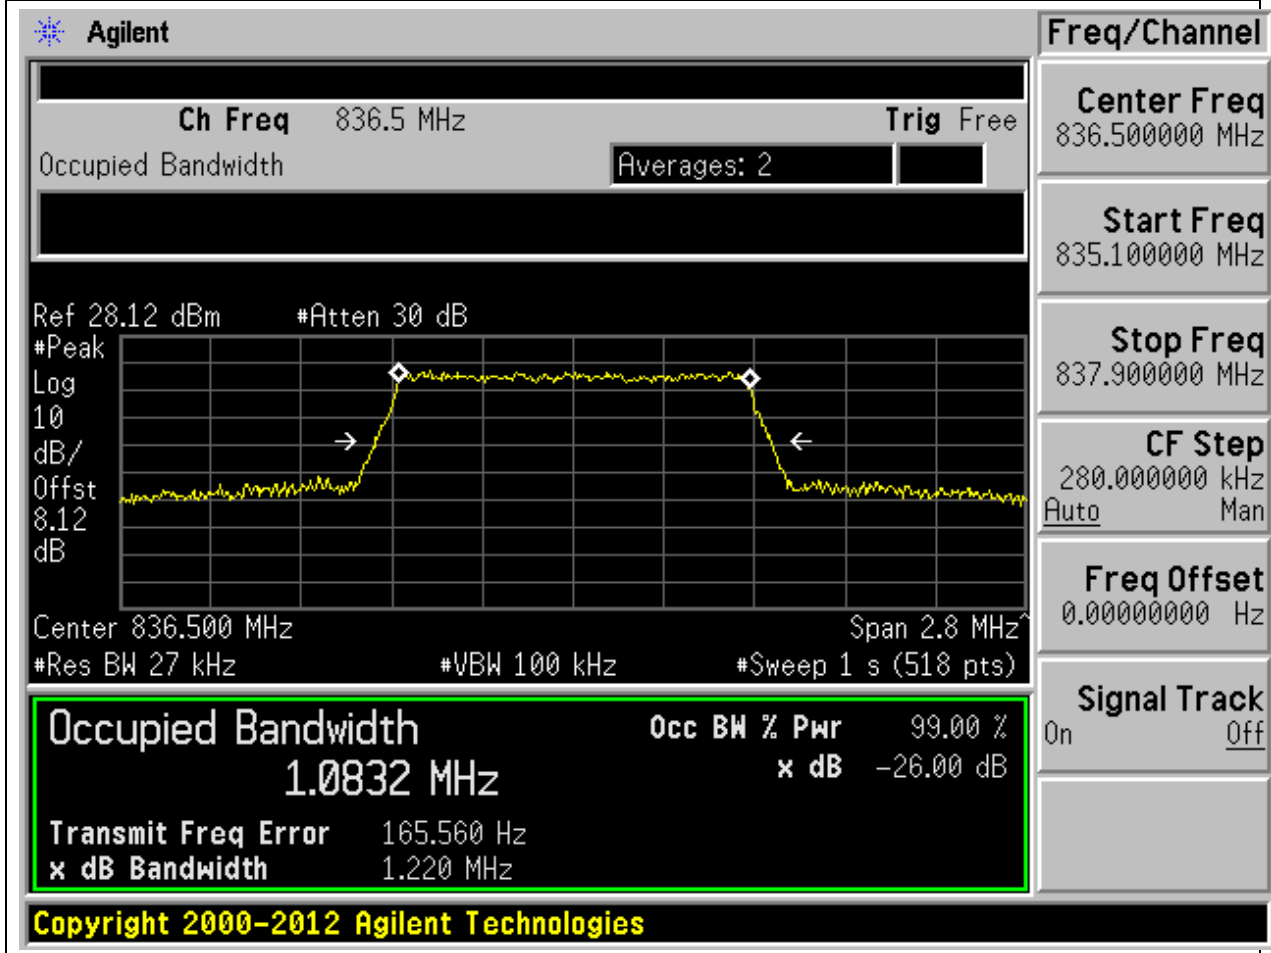 Agilent
Freq/Channel
Ch Freq 836.5 MHz Trig Free
Occupied Bandwidth Averages: 2
Center Freq
836.500000 MHz
Start Freq
835.100000 MHz
Stop Freq
837.900000 MHz
CF Step
280.000000 kHz
Auto Man
Freq Offset
0.00000000 Hz
Signal Track
On Off
Ref 28.12 dBm #Atten 30 dB
#Peak
Log
10
dB/
Offst
8.12
dB
Center 836.500 MHz Span 2.8 MHz^
#Res BW 27 kHz #VBW 100 kHz #Sweep 1 s (518 pts)
Occupied Bandwidth Occ BW % Pwr 99.00 %
1.0832 MHz x dB -26.00 dB
Transmit Freq Error 165.560 Hz
x dB Bandwidth 1.220 MHz
Copyright 2000-2012 Agilent Technologies